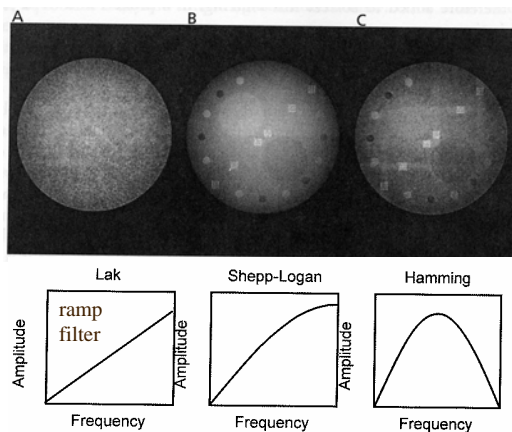 A
B
C
Lak
Shepp-Logan
Hamming
ramp
filter
Amplitude
Amplitude
Amplitude
Frequency
Frequency
Frequency